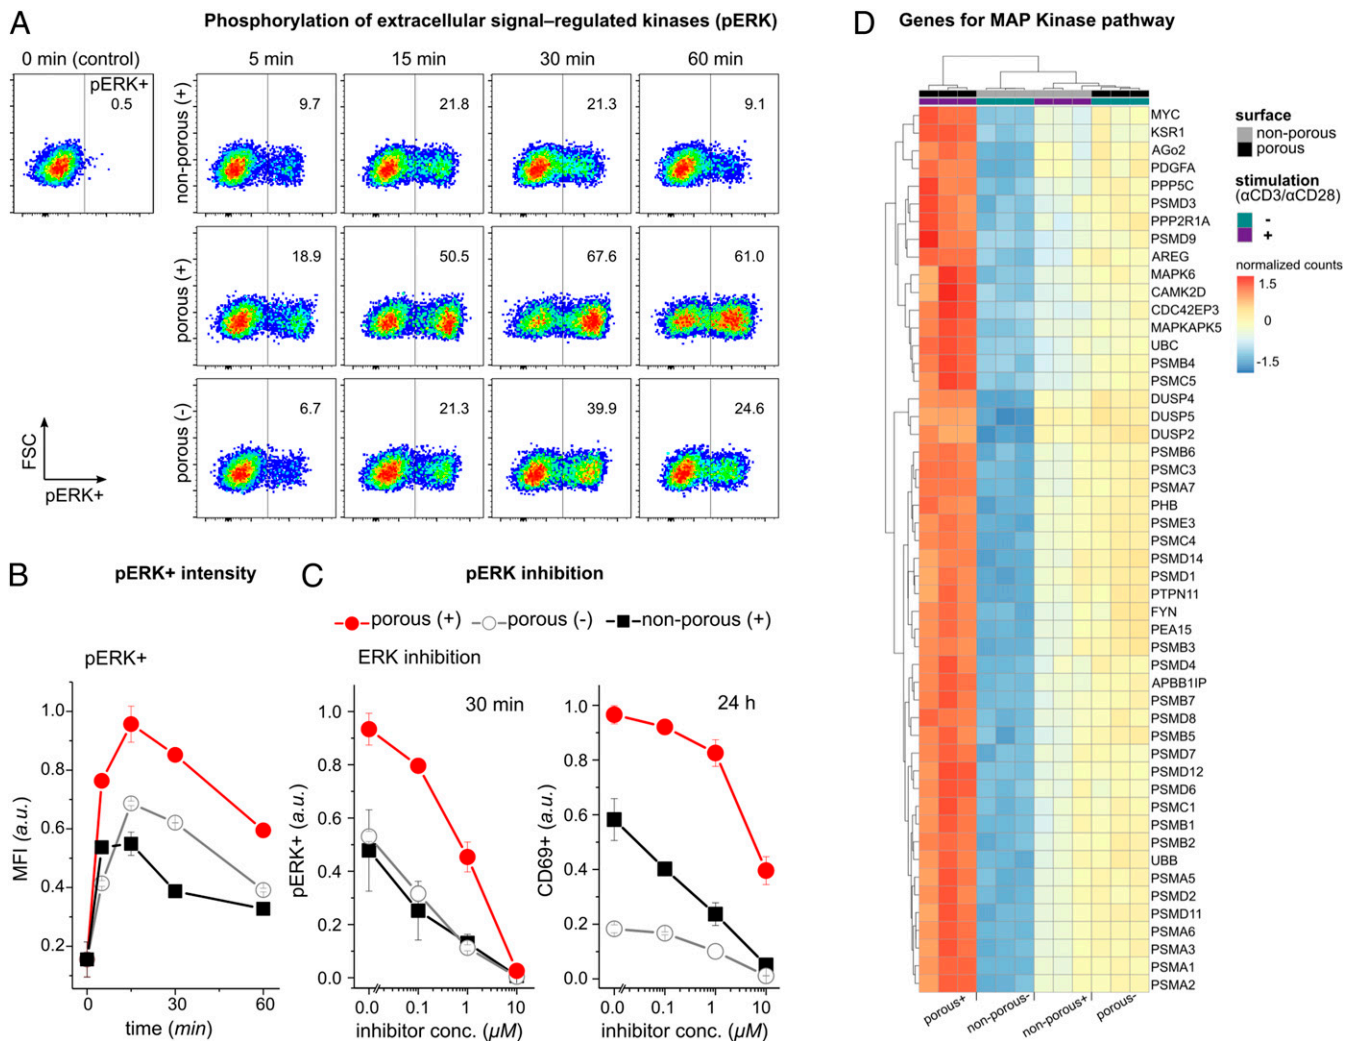 A
Phosphorylation of extracellular signal–regulated kinases (pERK)
0 min (control)
5 min
15 min
30 min
60 min
pERK+
0.5
non-porous (+)
9.7
21.8
21.3
9.1
porous (+)
18.9
50.5
67.6
61.0
porous (-)
6.7
21.3
39.9
24.6
FSC
pERK+
B
pERK+ intensity
pERK+
MFI (a.u.)
1.0
0.8
0.6
0.4
0.2
0
30
60
time (min)
C
pERK inhibition
porous (+)
porous (-)
non-porous (+)
ERK inhibition
30 min
pERK+ (a.u.)
1.0
0.8
0.6
0.4
0.2
0.0
0.0
0.1
1
10
inhibitor conc. (µM)
24 h
CD69+ (a.u.)
1.0
0.8
0.6
0.4
0.2
0.0
0.0
0.1
1
10
inhibitor conc. (µM)
D
Genes for MAP Kinase pathway
MYC
KSR1
AGo2
PDGFA
PPP5C
PSMD3
PPP2R1A
PSMD9
AREG
MAPK6
CAMK2D
CDC42EP3
MAPKAPK5
UBC
PSMB4
PSMC5
DUSP4
DUSP5
DUSP2
PSMB6
PSMC3
PSMA7
PHB
PSME3
PSMC4
PSMD14
PSMD1
PTPN11
FYN
PEA15
PSMB3
PSMD4
APBB1IP
PSMB7
PSMD8
PSMB5
PSMD7
PSMD12
PSMD6
PSMC1
PSMB1
PSMB2
UBB
PSMA5
PSMD2
PSMD11
PSMA6
PSMA3
PSMA1
PSMA2
porous+
non-porous-
non-porous+
porous-
surface
non-porous
porous
stimulation
(αCD3/αCD28)
-
+
normalized counts
1.5
0
-1.5